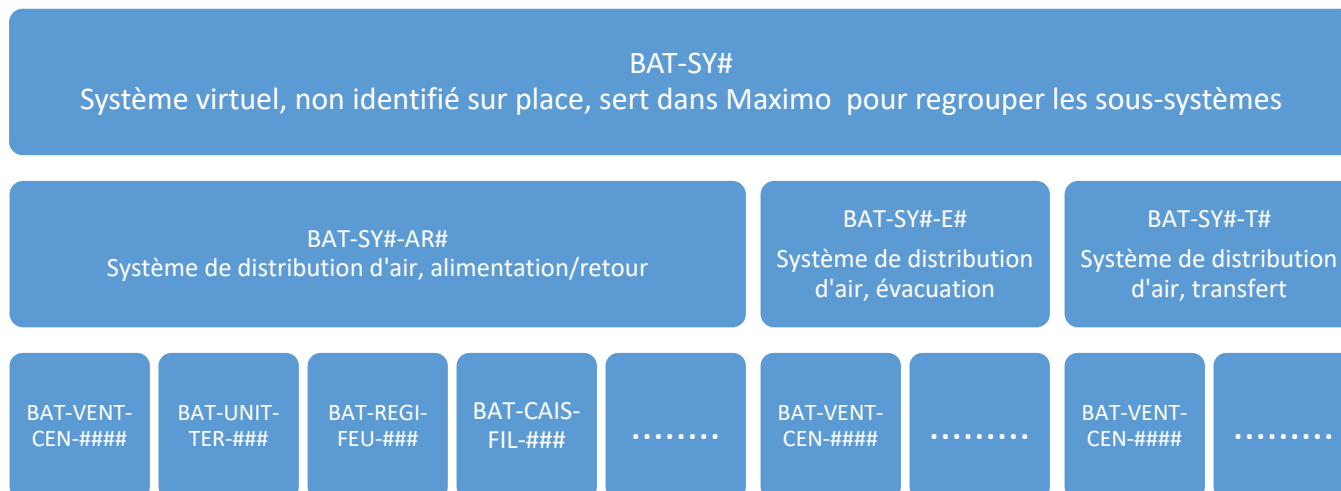 BAT-SY#
Système virtuel, non identifié sur place, sert dans Maximo  pour regrouper les sous-systèmes
BAT-SY#-AR#
Système de distribution d'air, alimentation/retour
BAT-SY#-E#
Système de distribution
d'air, évacuation
BAT-SY#-T#
Système de distribution
d'air, transfert
BAT-VENT-
CEN-####
BAT-UNIT-
TER-###
BAT-REGI-
FEU-###
BAT-CAIS-
FIL-###
........
BAT-VENT-
CEN-####
.........
BAT-VENT-
CEN-####
.........